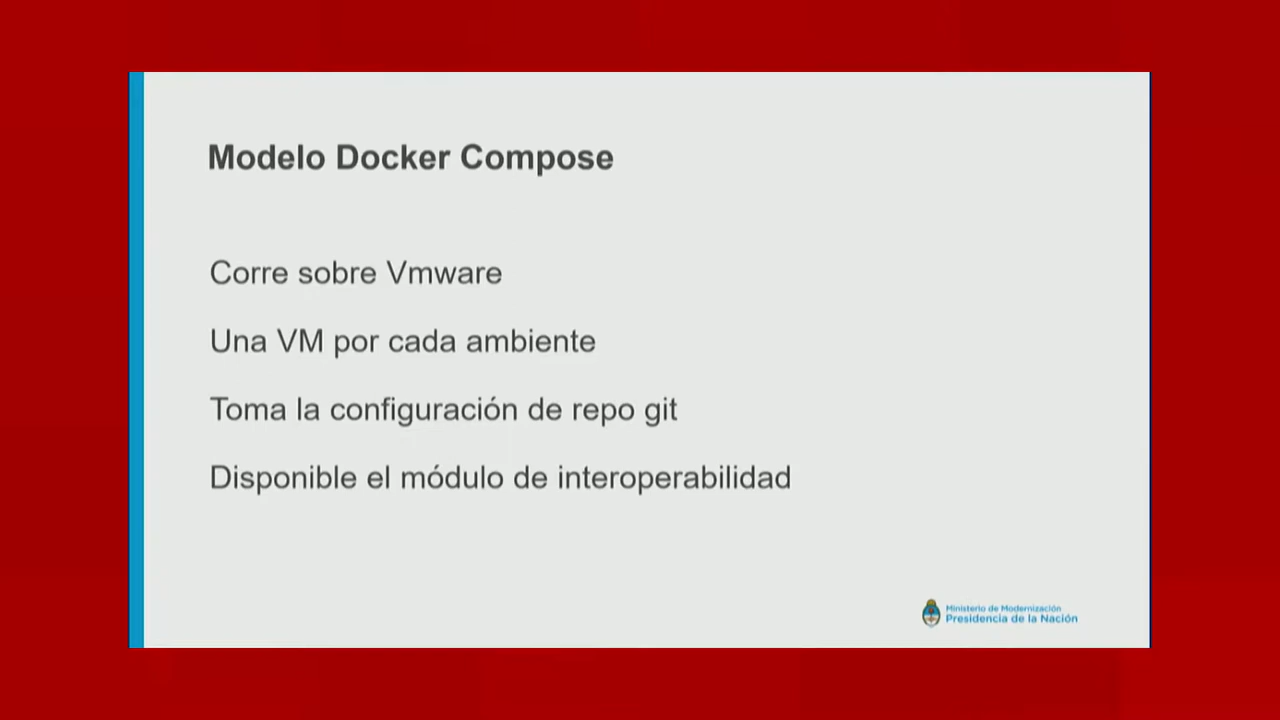 Modelo Docker Compose
Corre sobre Vmware
Una VM por cada ambiente
Toma la configuración de repo git
Disponible el módulo de interoperabilidad
Ministerio de Modernización
Presidencia de la Nación